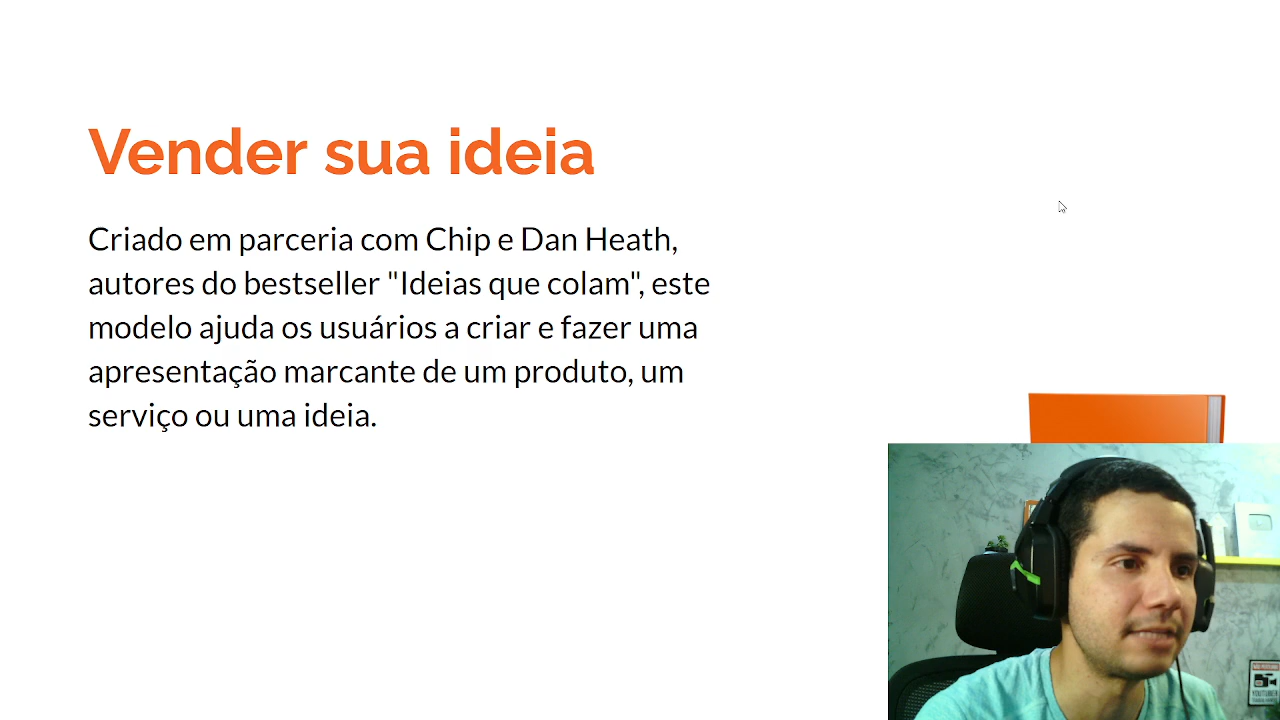 Vender sua ideia
Criado em parceria com Chip e Dan Heath,
autores do bestseller "Ideias que colam", este
modelo ajuda os usuários a criar e fazer uma
apresentação marcante de um produto, um
serviço ou uma ideia.